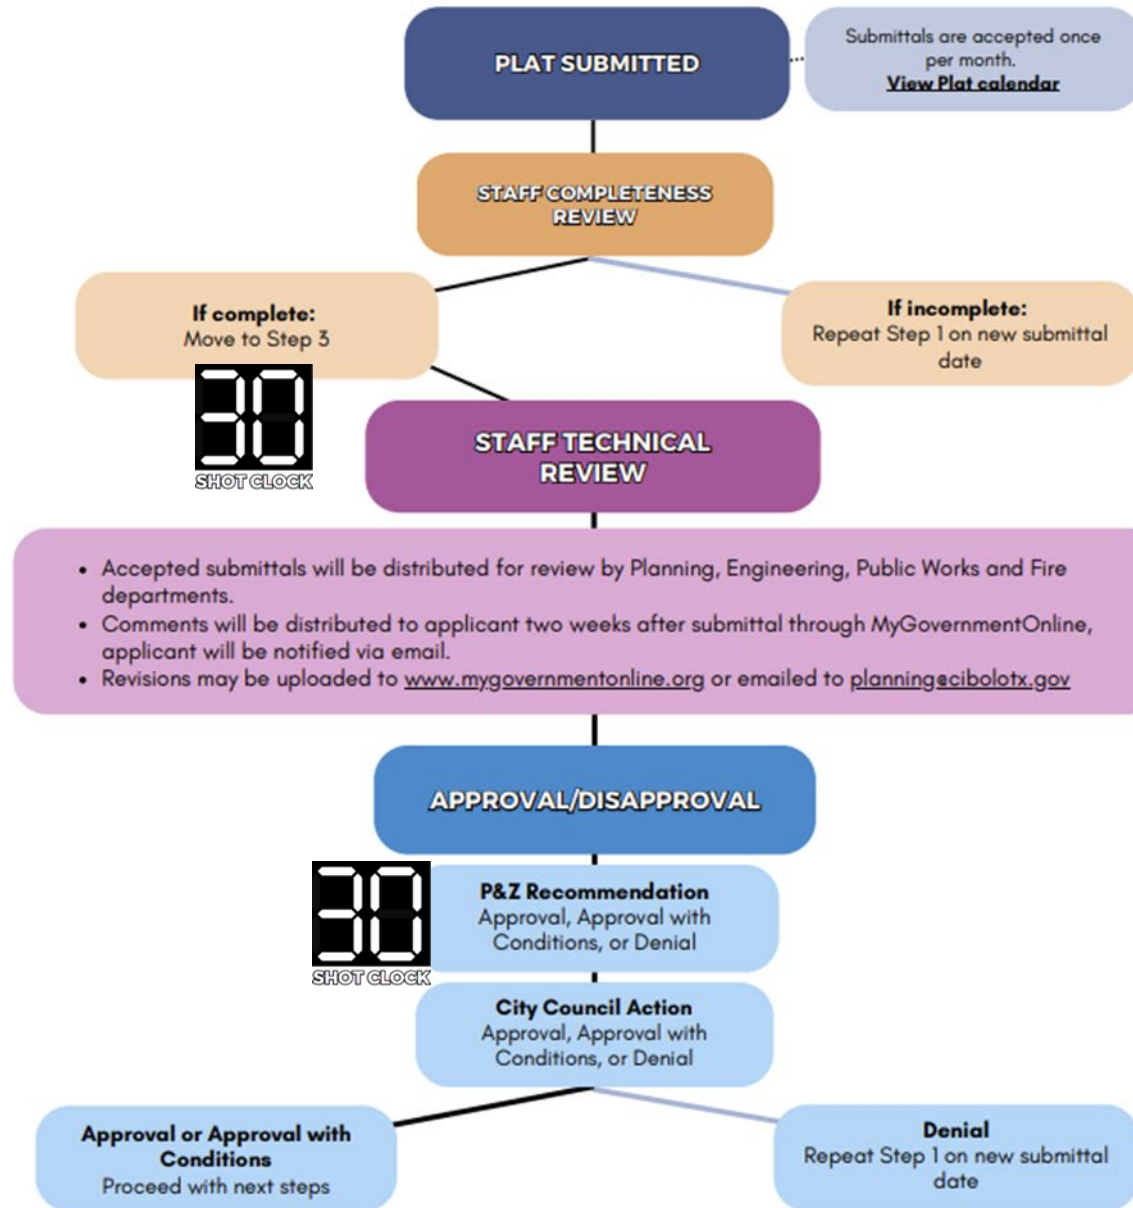 PLAT SUBMITTED
Submittals are accepted once
per month.
View Plat calendar
STAFF COMPLETENESS
REVIEW
If complete:
Move to Step 3
If incomplete:
Repeat Step 1 on new submittal
date
30
SHOT CLOCK
STAFF TECHNICAL
REVIEW
• Accepted submittals will be distributed for review by Planning, Engineering, Public Works and Fire
departments.
• Comments will be distributed to applicant two weeks after submittal through MyGovernmentOnline,
applicant will be notified via email.
• Revisions may be uploaded to www.mygovernmentonline.org or emailed to planning@cibolotx.gov
APPROVAL/DISAPPROVAL
30
SHOT CLOCK
P&Z Recommendation
Approval, Approval with
Conditions, or Denial
City Council Action
Approval, Approval with
Conditions, or Denial
Approval or Approval with
Conditions
Proceed with next steps
Denial
Repeat Step 1 on new submittal
date